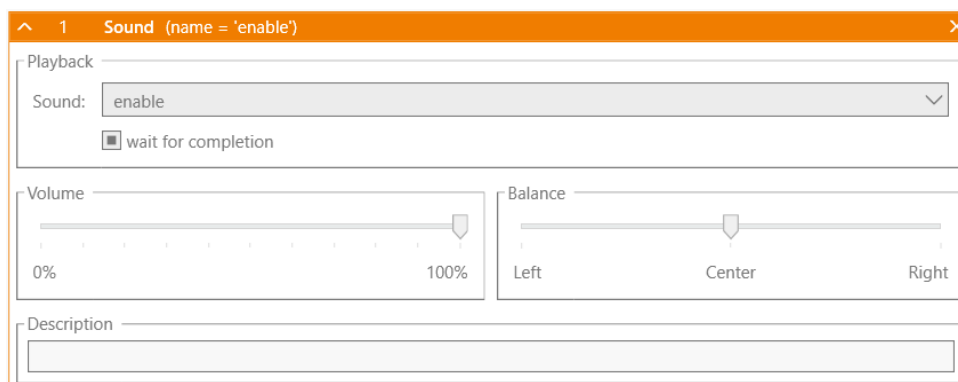 1 Sound (name = 'enable')
Playback
Sound: enable
wait for completion
Volume
0% 100%
Balance
Left Center Right
Description